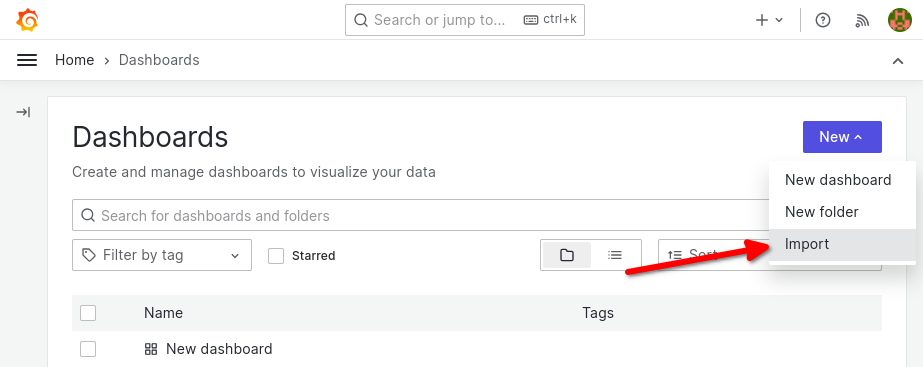 Search or jump to... ctrl+k
Home › Dashboards
Dashboards
New
Create and manage dashboards to visualize your data
New dashboard
New folder
Import
Search for dashboards and folders
Filter by tag
Starred
Sort
Name Tags
New dashboard